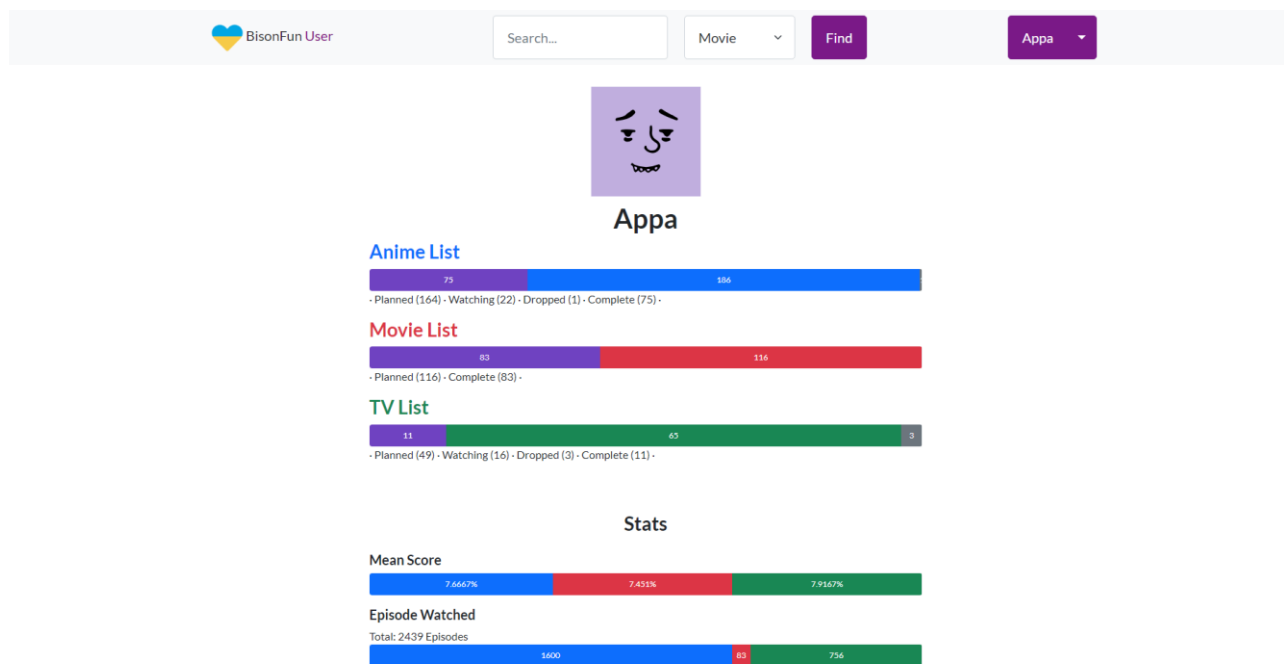 BisonFun User
Search...
Movie
Find
Appa
Appa
Anime List
75 186
· Planned (164) · Watching (22) · Dropped (1) · Complete (75) ·
Movie List
83 116
· Planned (116) · Complete (83) ·
TV List
11 65 3
· Planned (49) · Watching (16) · Dropped (3) · Complete (11) ·
Stats
Mean Score
7.6667% 7.451% 7.9167%
Episode Watched
Total: 2439 Episodes
1600 83 756